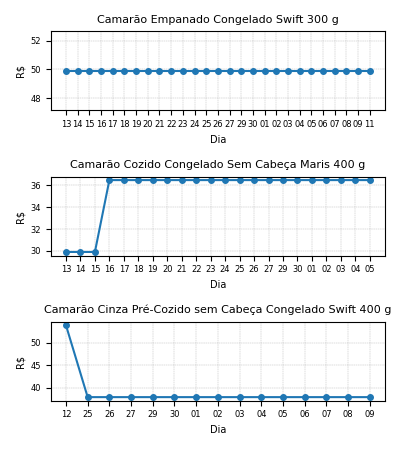 Camarão Empanado Congelado Swift 300 g
52
50
48
R$
13 14 15 16 17 18 19 20 21 22 23 24 25 26 27 29 30 01 02 03 04 05 06 07 08 09 11
Dia
Camarão Cozido Congelado Sem Cabeça Maris 400 g
36
34
32
30
R$
13 14 15 16 17 18 19 20 21 22 23 24 25 26 27 29 30 01 02 03 04 05
Dia
Camarão Cinza Pré-Cozido sem Cabeça Congelado Swift 400 g
50
45
40
R$
12 25 26 27 29 30 01 02 03 04 05 06 07 08 09
Dia